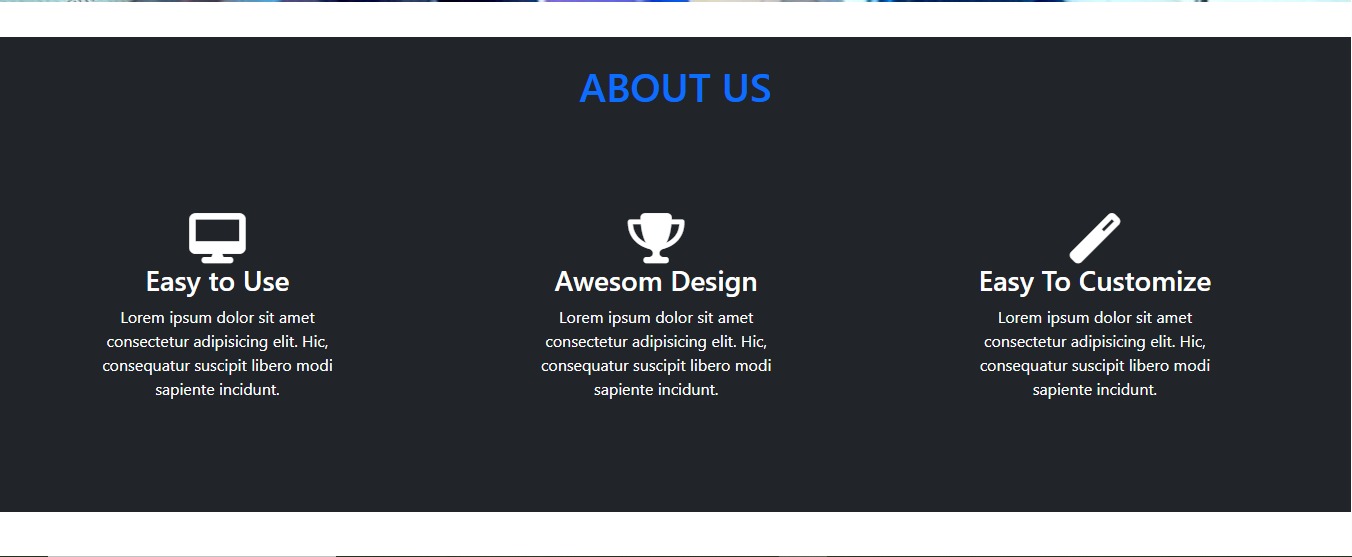 ABOUT US
Easy to Use
Lorem ipsum dolor sit amet
consectetur adipisicing elit. Hic,
consequatur suscipit libero modi
sapiente incidunt.
Awesom Design
Lorem ipsum dolor sit amet
consectetur adipisicing elit. Hic,
consequatur suscipit libero modi
sapiente incidunt.
Easy To Customize
Lorem ipsum dolor sit amet
consectetur adipisicing elit. Hic,
consequatur suscipit libero modi
sapiente incidunt.